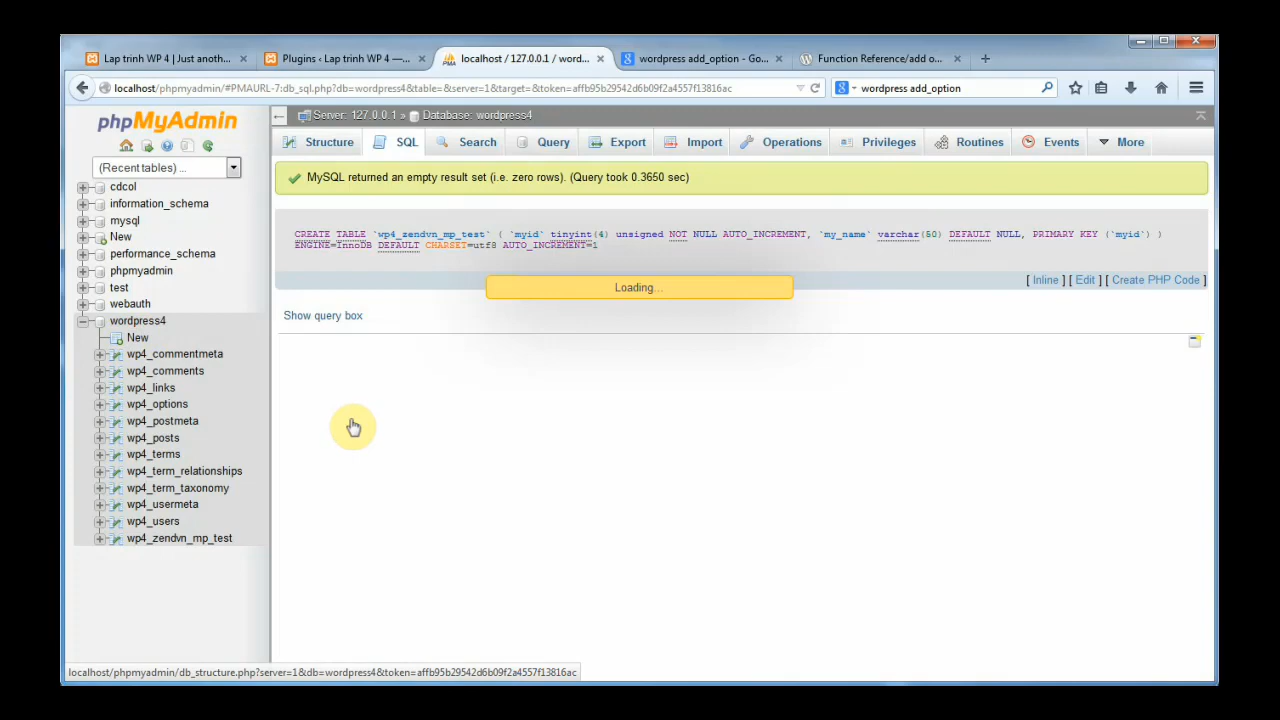 Lap trinh WP 4 | Just anoth...
Plugins ‹ Lap trinh WP 4 —...
localhost / 127.0.0.1 / word...
wordpress add_option - Go...
Function Reference/add o...
localhost/phpmyadmin/#PMAURL-7:db_sql.php?db=wordpress4&table=&server=1&target=&token=affb95b29542d6b09f2a4557f13816ac
wordpress add_option
phpMyAdmin
(Recent tables) ...
cdcol
information_schema
mysql
New
performance_schema
phpmyadmin
test
webauth
wordpress4
New
wp4_commentmeta
wp4_comments
wp4_links
wp4_options
wp4_postmeta
wp4_posts
wp4_terms
wp4_term_relationships
wp4_term_taxonomy
wp4_usermeta
wp4_users
wp4_zendvn_mp_test
Server: 127.0.0.1 » Database: wordpress4
Structure SQL Search Query Export Import Operations Privileges Routines Events More
MySQL returned an empty result set (i.e. zero rows). (Query took 0.3650 sec)
CREATE TABLE `wp4_zendvn_mp_test` ( `myid` tinyint(4) unsigned NOT NULL AUTO_INCREMENT, `my_name` varchar(50) DEFAULT NULL, PRIMARY KEY (`myid`) )
ENGINE=InnoDB DEFAULT CHARSET=utf8 AUTO_INCREMENT=1
[ Inline ] [ Edit ] [ Create PHP Code ]
Loading...
Show query box
localhost/phpmyadmin/db_structure.php?server=1&db=wordpress4&token=affb95b29542d6b09f2a4557f13816ac